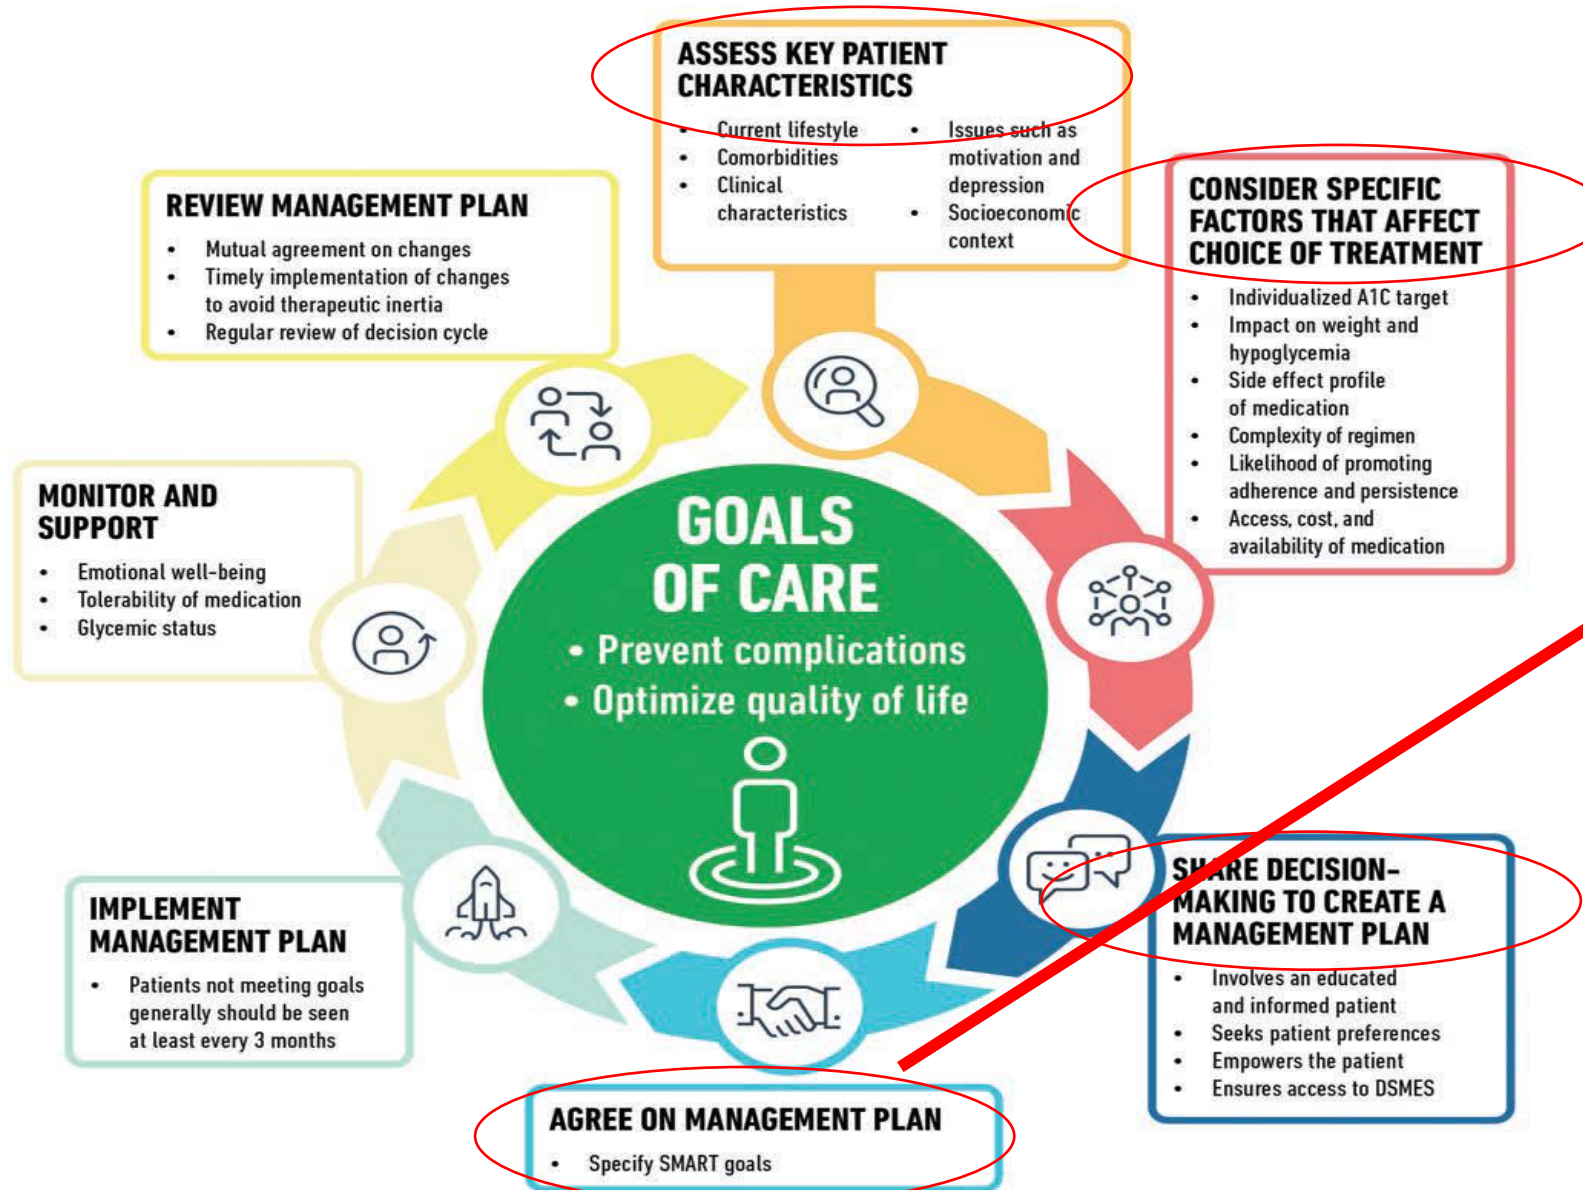 ASSESS KEY PATIENT
CHARACTERISTICS
• Current lifestyle
• Comorbidities
• Clinical
characteristics
• Issues such as
motivation and
depression
• Socioeconomic
context
CONSIDER SPECIFIC
FACTORS THAT AFFECT
CHOICE OF TREATMENT
• Individualized A1C target
• Impact on weight and
hypoglycemia
• Side effect profile
of medication
• Complexity of regimen
• Likelihood of promoting
adherence and persistence
• Access, cost, and
availability of medication
SHARE DECISION-
MAKING TO CREATE A
MANAGEMENT PLAN
• Involves an educated
and informed patient
• Seeks patient preferences
• Empowers the patient
• Ensures access to DSMES
AGREE ON MANAGEMENT PLAN
• Specify SMART goals
IMPLEMENT
MANAGEMENT PLAN
• Patients not meeting goals
generally should be seen
at least every 3 months
MONITOR AND
SUPPORT
• Emotional well-being
• Tolerability of medication
• Glycemic status
REVIEW MANAGEMENT PLAN
• Mutual agreement on changes
• Timely implementation of changes
to avoid therapeutic inertia
• Regular review of decision cycle
GOALS
OF CARE
• Prevent complications
• Optimize quality of life